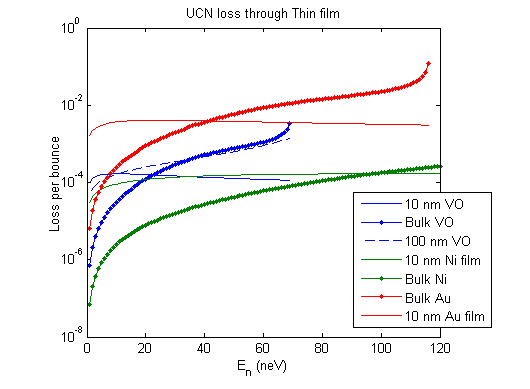 UCN loss through Thin film
10^0
10^-2
10^-4
10^-6
10^-8
Loss per bounce
10 nm VO
Bulk VO
100 nm VO
10 nm Ni film
Bulk Ni
Bulk Au
10 nm Au film
0 20 40 60 80 100 120
E_n (neV)